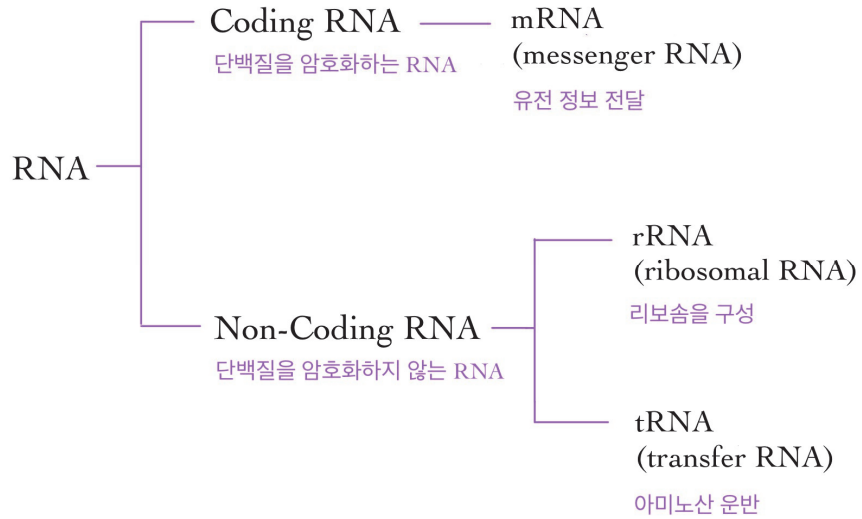 Coding RNA
단백질을 암호화하는 RNA
mRNA
(messenger RNA)
유전 정보 전달
RNA
Non-Coding RNA
단백질을 암호화하지 않는 RNA
rRNA
(ribosomal RNA)
리보솜을 구성
tRNA
(transfer RNA)
아미노산 운반